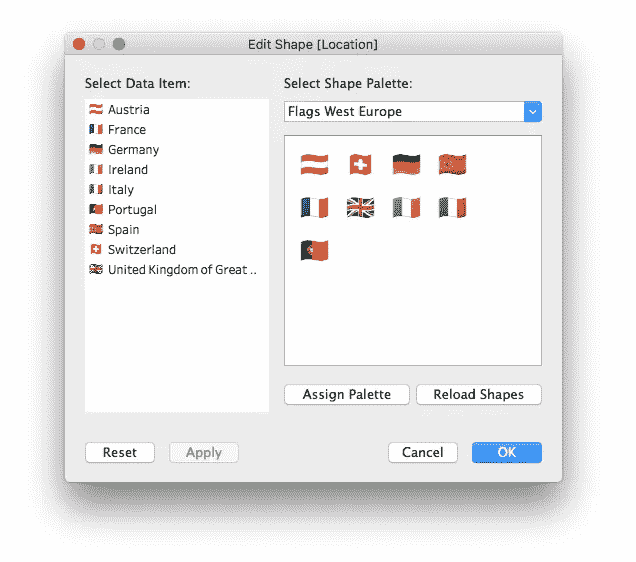 Edit Shape [Location]
Select Data Item:
Austria
France
Germany
Ireland
Italy
Portugal
Spain
Switzerland
United Kingdom of Great ..
Select Shape Palette:
Flags West Europe
Assign Palette
Reload Shapes
Reset
Apply
Cancel
OK